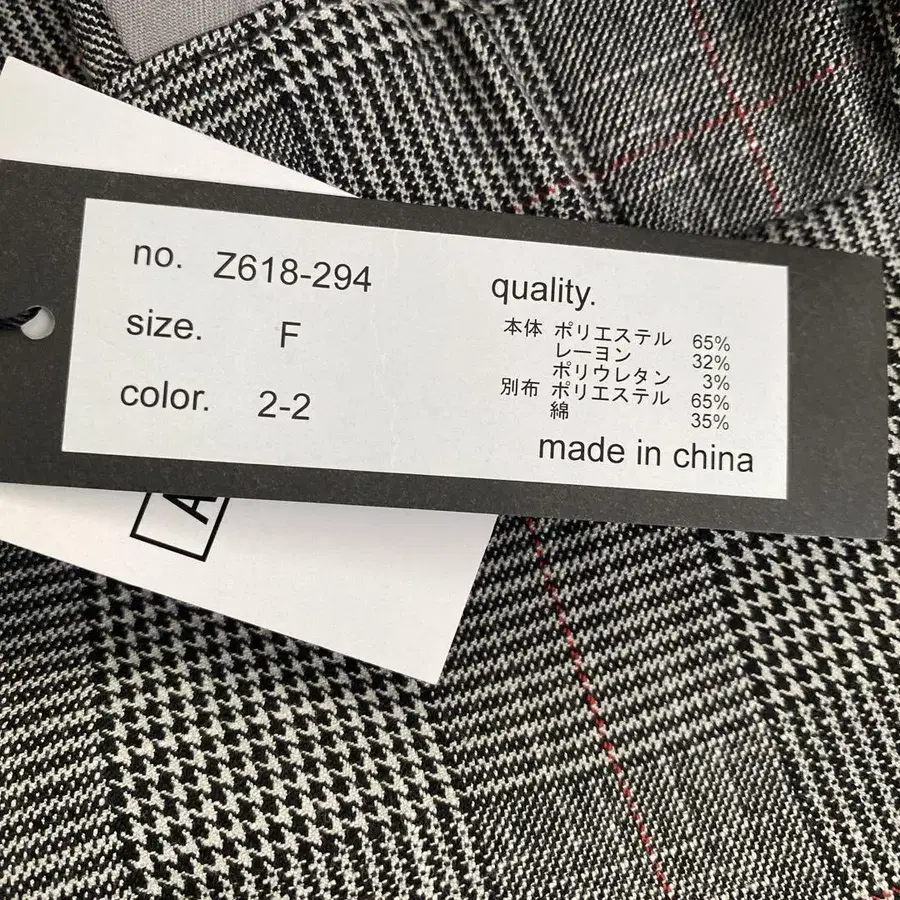 no. Z618-294
size. F
color. 2-2
quality.
本体 ポリエステル 65%
レーヨン 32%
ポリウレタン 3%
別布 ポリエステル 65%
綿 35%
made in china